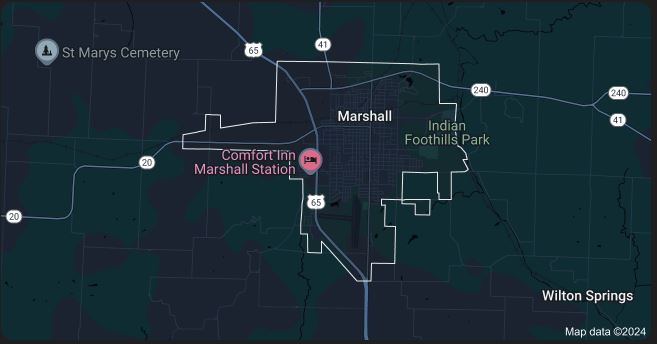 65
41
St Marys Cemetery
240
240
Marshall
41
Indian
Foothills Park
Comfort Inn
Marshall Station
20
65
20
Wilton Springs
Map data ©2024